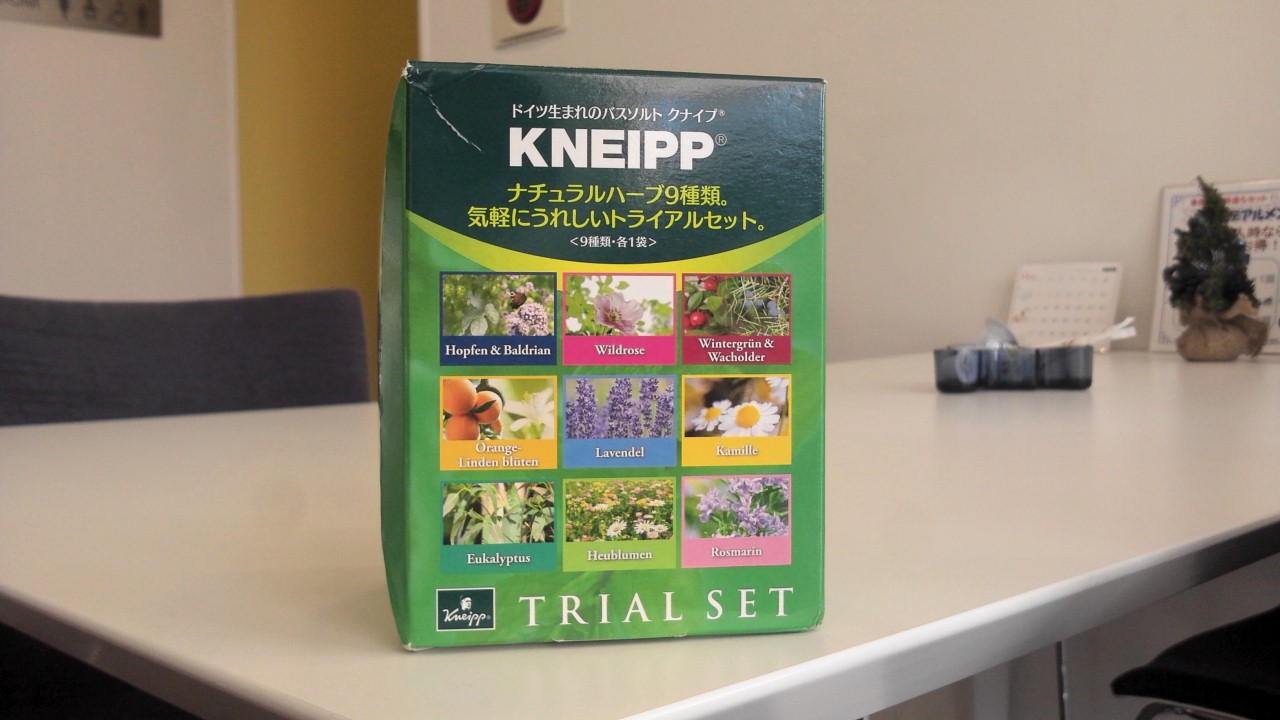 ドイツ生まれのバスソルト クナイプ®
KNEIPP®
ナチュラルハーブ9種類。
気軽にうれしいトライアルセット。
<9種類・各1袋>
Hopfen & Baldrian
Wildrose
Wintergrün &
Wacholder
Orange-
Linden blüten
Lavendel
Kamille
Eukalyptus
Heublumen
Rosmarin
Kneipp®
TRIAL SET